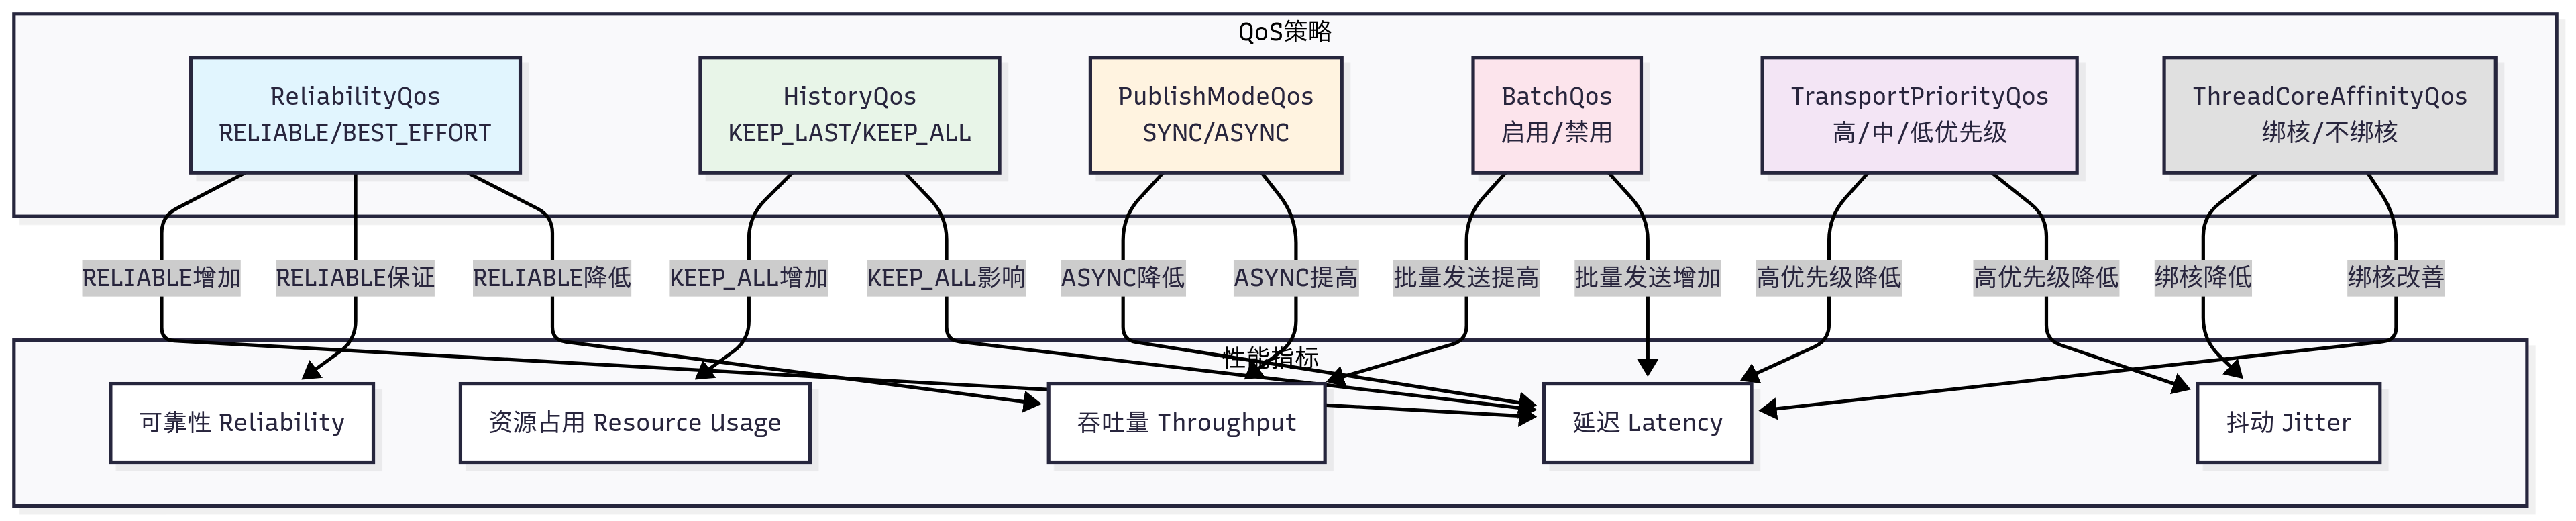 QoS策略
ReliabilityQos
RELIABLE/BEST_EFFORT
HistoryQos
KEEP_LAST/KEEP_ALL
PublishModeQos
SYNC/ASYNC
BatchQos
启用/禁用
TransportPriorityQos
高/中/低优先级
ThreadCoreAffinityQos
绑核/不绑核
RELIABLE增加
RELIABLE保证
RELIABLE降低
KEEP_ALL增加
KEEP_ALL影响
ASYNC降低
ASYNC提高
批量发送提高
批量发送增加
高优先级降低
高优先级降低
绑核降低
绑核改善
性能指标
可靠性 Reliability
资源占用 Resource Usage
吞吐量 Throughput
延迟 Latency
抖动 Jitter